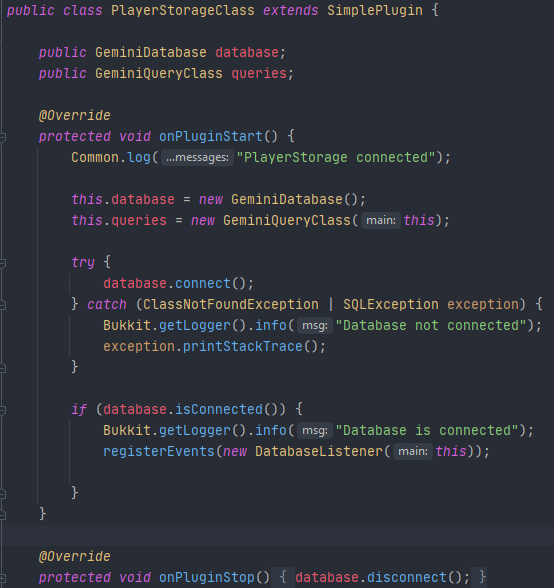 public class PlayerStorageClass extends SimplePlugin {
public GeminiDatabase database;
public GeminiQueryClass queries;
@Override
protected void onPluginStart() {
Common.log( ...messages: "PlayerStorage connected");
this.database = new GeminiDatabase();
this.queries = new GeminiQueryClass( main: this);
try {
database.connect();
} catch (ClassNotFoundException | SQLException exception) {
Bukkit.getLogger().info( msg: "Database not connected");
exception.printStackTrace();
}
if (database.isConnected()) {
Bukkit.getLogger().info( msg: "Database is connected");
registerEvents(new DatabaseListener( main: this));
}
}
@Override
protected void onPluginStop() { database.disconnect(); }